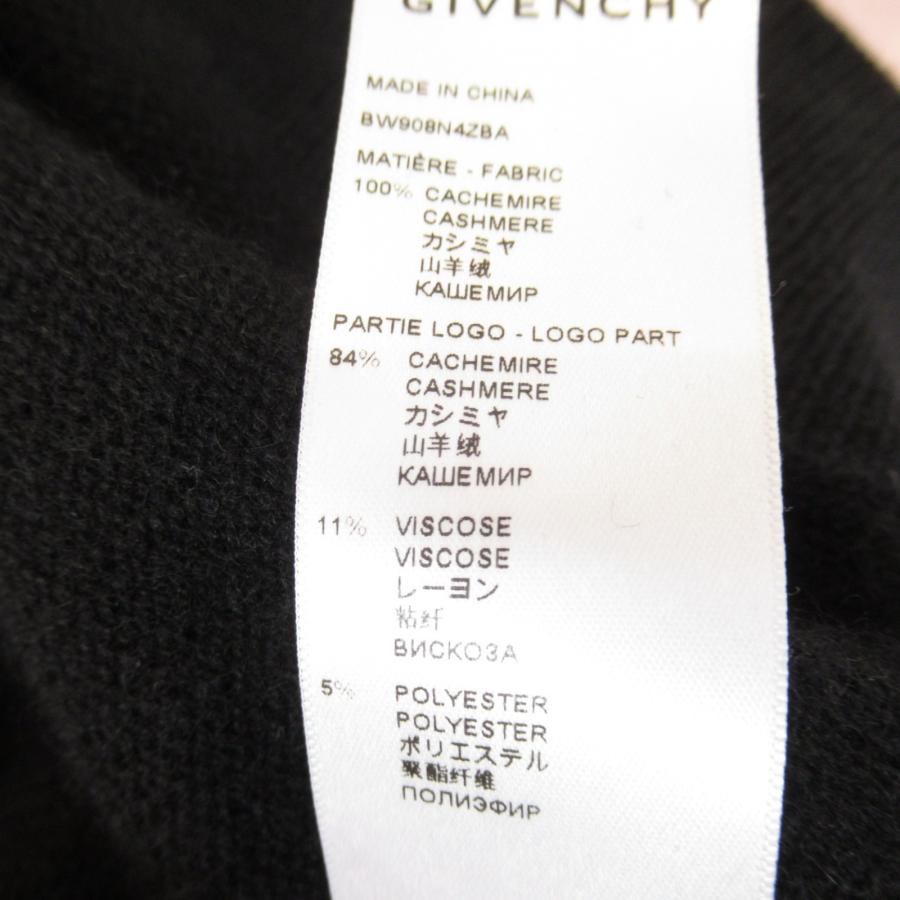 GIVENCHY
MADE IN CHINA
BW908N4ZBA
MATIÈRE - FABRIC
100% CACHEMIRE
CASHMERE
カシミヤ
山羊绒
КАШЕМИР
PARTIE LOGO - LOGO PART
84% CACHEMIRE
CASHMERE
カシミヤ
山羊绒
КАШЕМИР
11% VISCOSE
VISCOSE
レーヨン
粘纤
ВИСКОЗА
5% POLYESTER
POLYESTER
ポリエステル
聚酯纤维
ПОЛИЭФИР